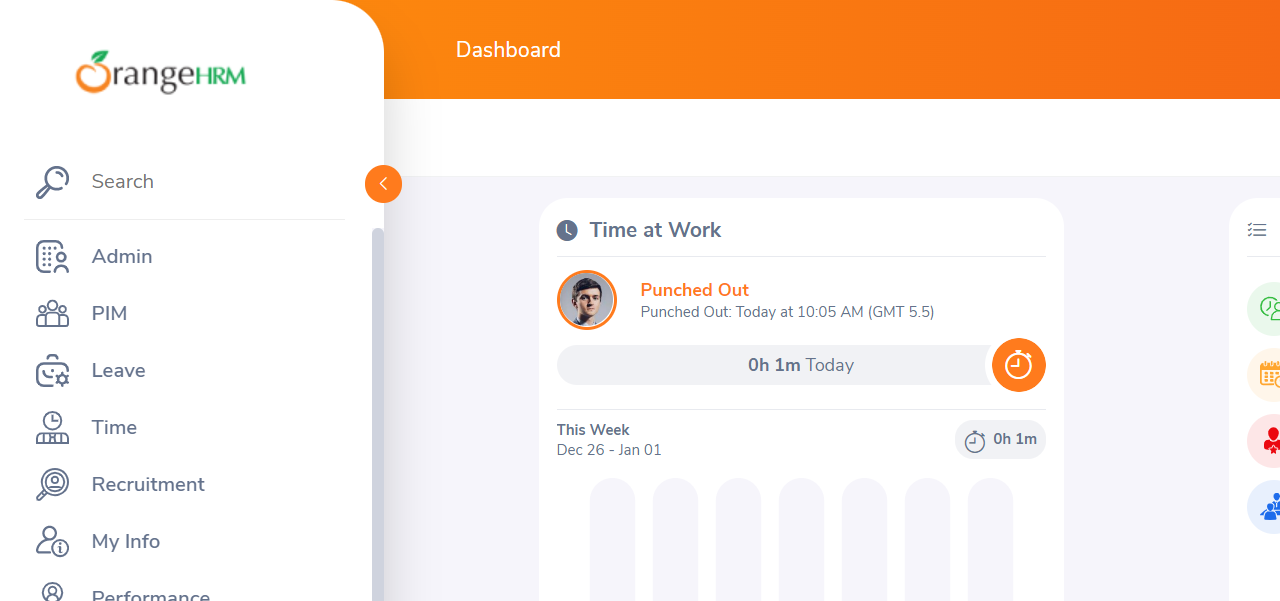 OrangeHRM
Dashboard
Search
Admin
PIM
Leave
Time
Recruitment
My Info
Performance
Time at Work
Punched Out
Punched Out: Today at 10:05 AM (GMT 5.5)
0h 1m Today
This Week
Dec 26 - Jan 01
0h 1m